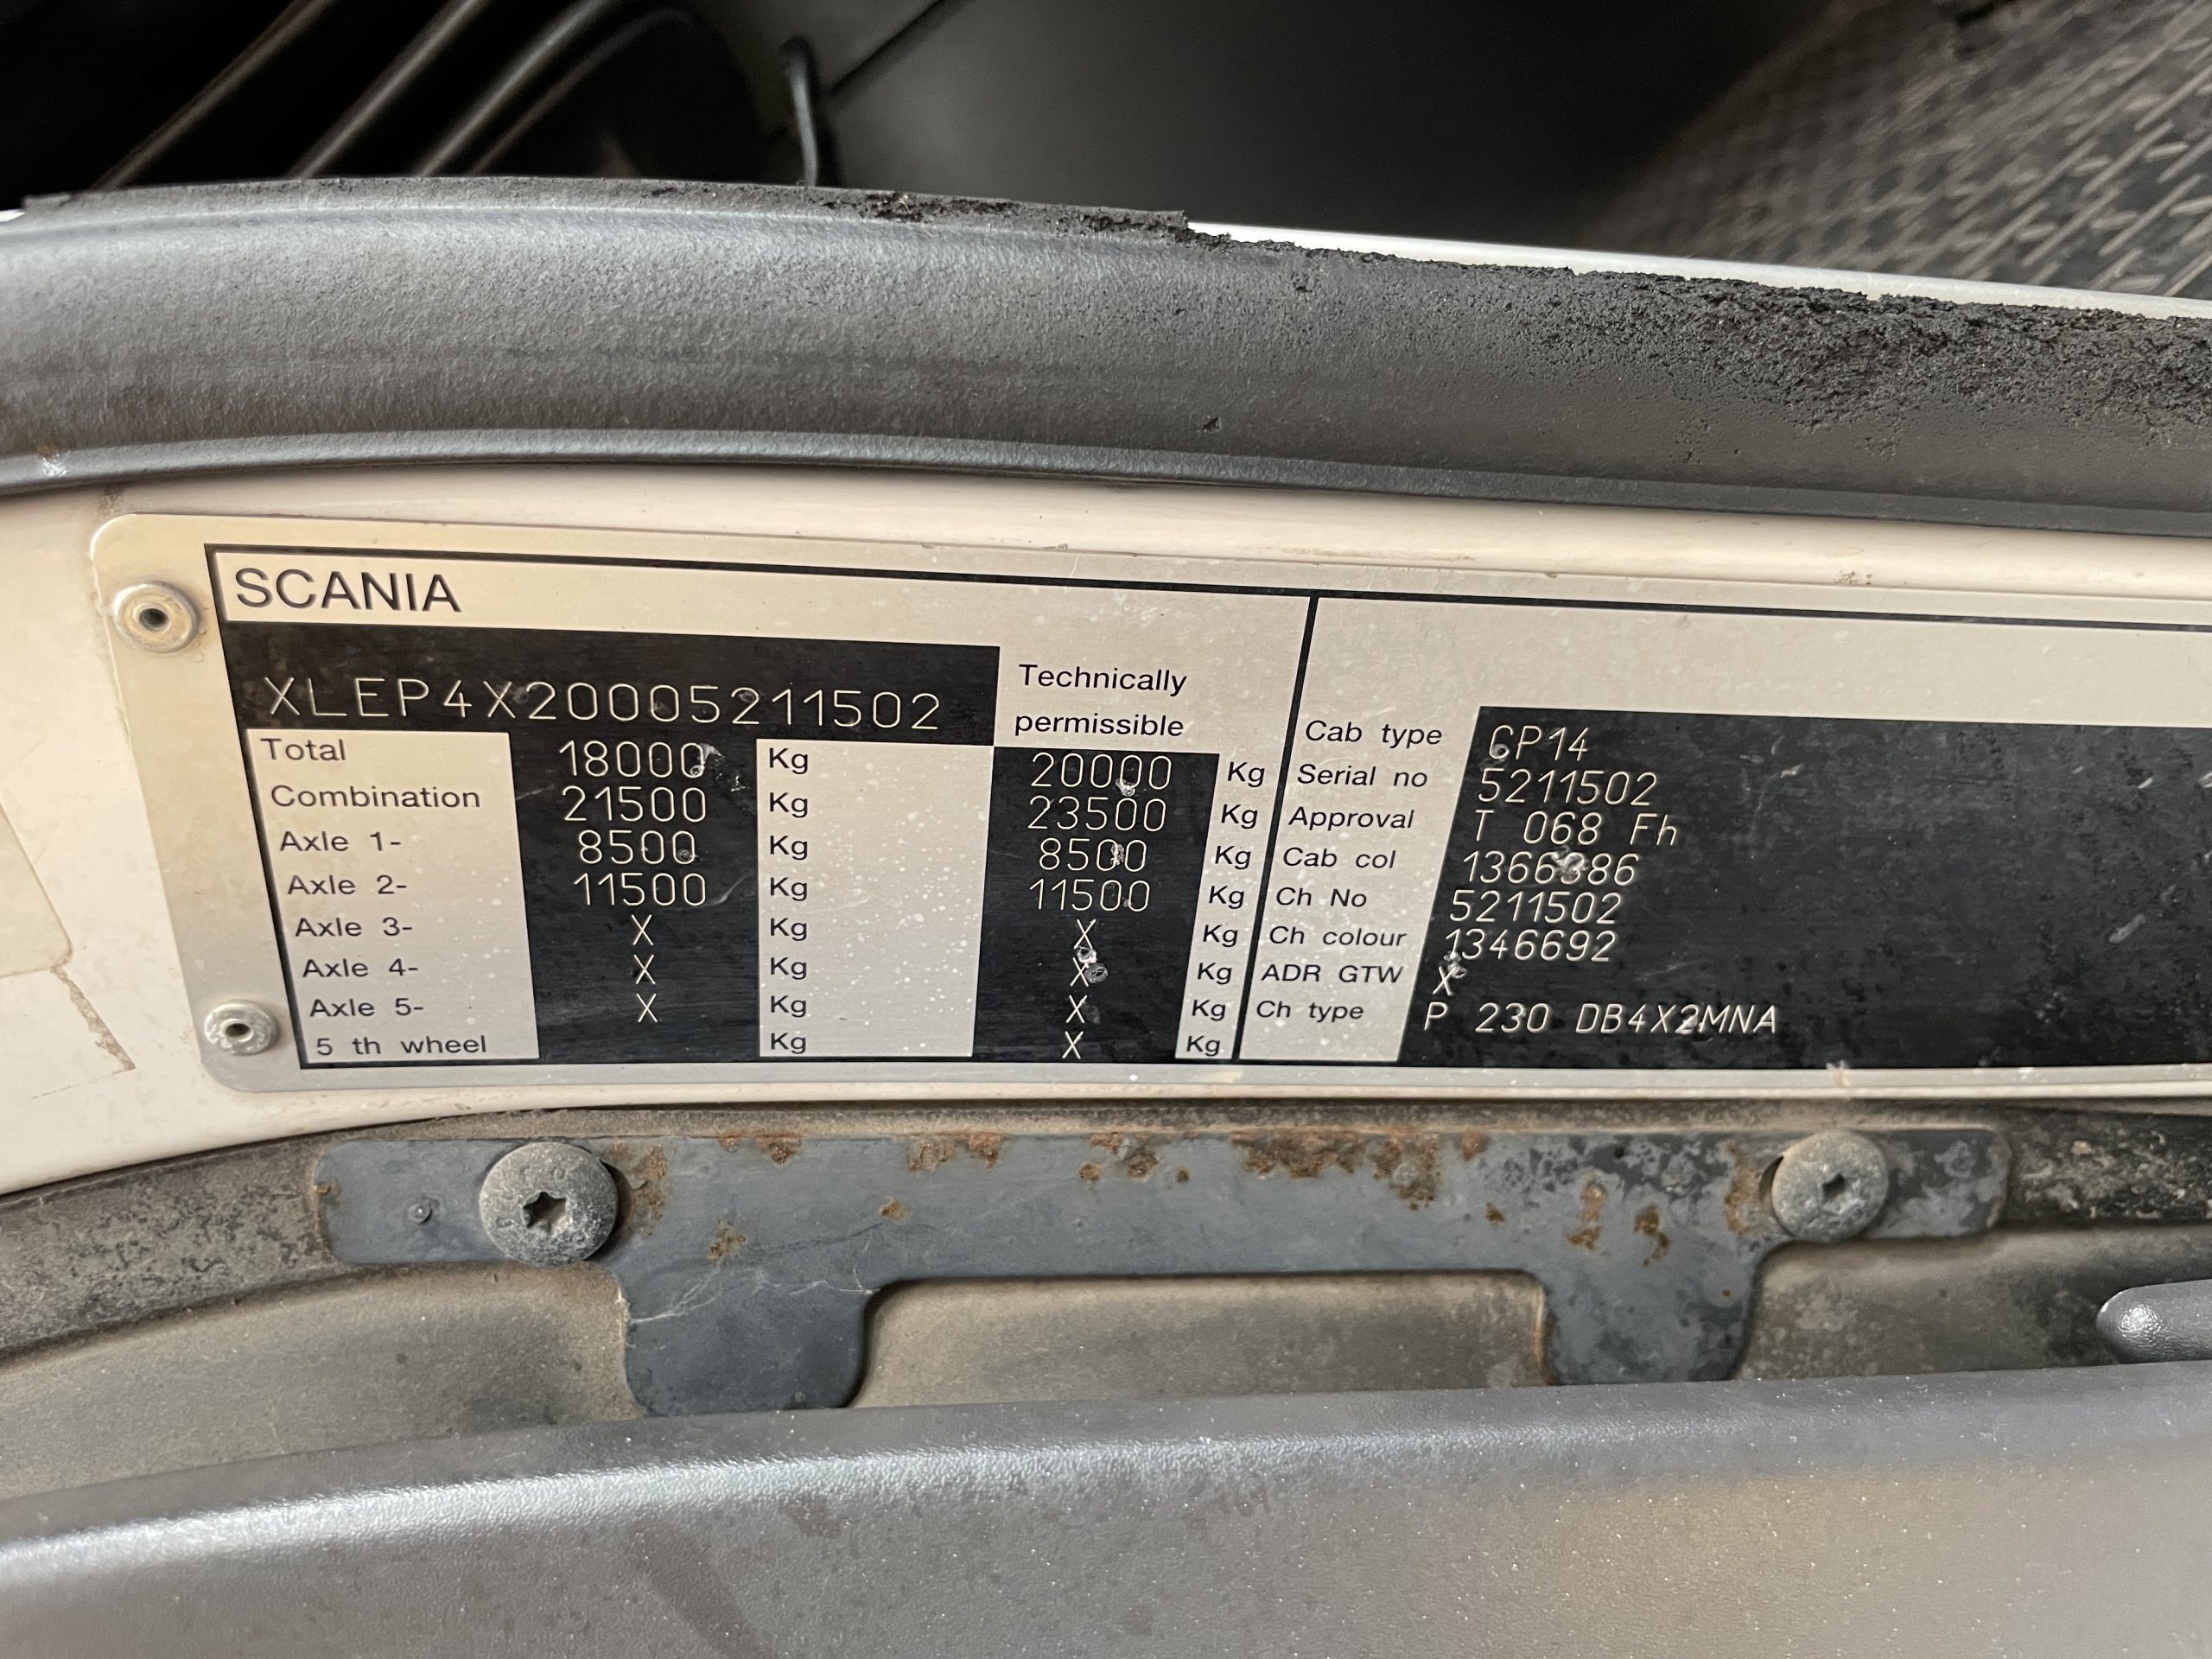 SCANIA
XLEP4X20005211502
Technically
permissible
Total 18000 Kg 20000 Kg
Combination 21500 Kg 23500 Kg
Axle 1- 8500 Kg 8500 Kg
Axle 2- 11500 Kg 11500 Kg
Axle 3- X Kg X Kg
Axle 4- X Kg X Kg
Axle 5- X Kg X Kg
5 th wheel Kg X Kg
Cab type CP14
Serial no 5211502
Approval T 068 Fh
Cab col 1366386
Ch No 5211502
Ch colour 1346692
ADR GTW X
Ch type P 230 DB4X2MNA